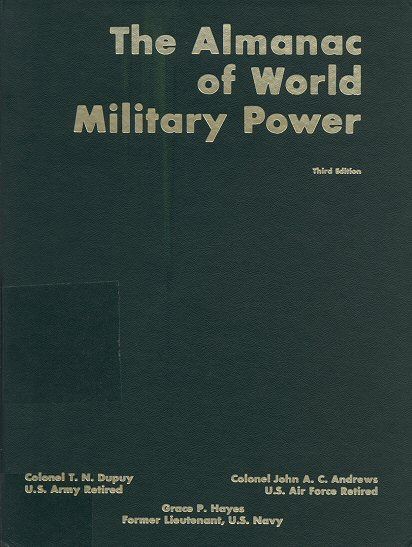 The Almanac
of World
Military Power
Third Edition
Colonel T. N. Dupuy
U.S. Army Retired
Colonel John A. C. Andrews
U.S. Air Force Retired
Grace P. Hayes
Former Lieutenant, U.S. Navy